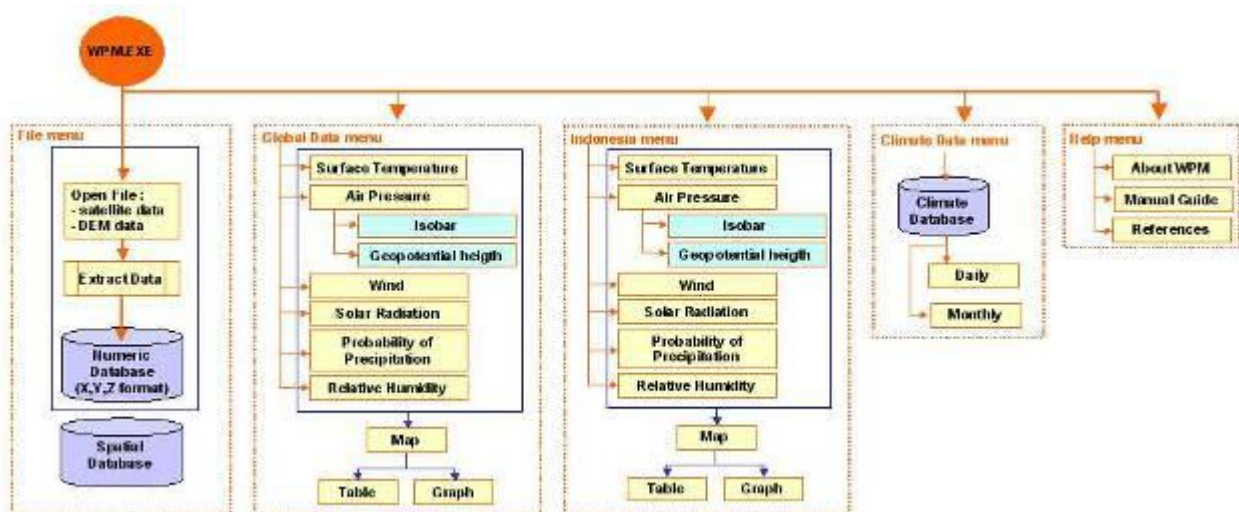 WPM.EXE
File menu
Open File :
- satellite data
- DEM data
Extract Data
Numeric
Database
(X,Y,Z format)
Spatial
Database
Global Data menu
Surface Temperature
Air Pressure
Isobar
Geopotential heigth
Wind
Solar Radiation
Probability of
Precipitation
Relative Humidity
Map
Table
Graph
Indonesia menu
Surface Temperature
Air Pressure
Isobar
Geopotential heigth
Wind
Solar Radiation
Probability of
Precipitation
Relative Humidity
Map
Table
Graph
Climate Data menu
Climate
Database
Daily
Monthly
Help menu
About WPM
Manual Guide
References